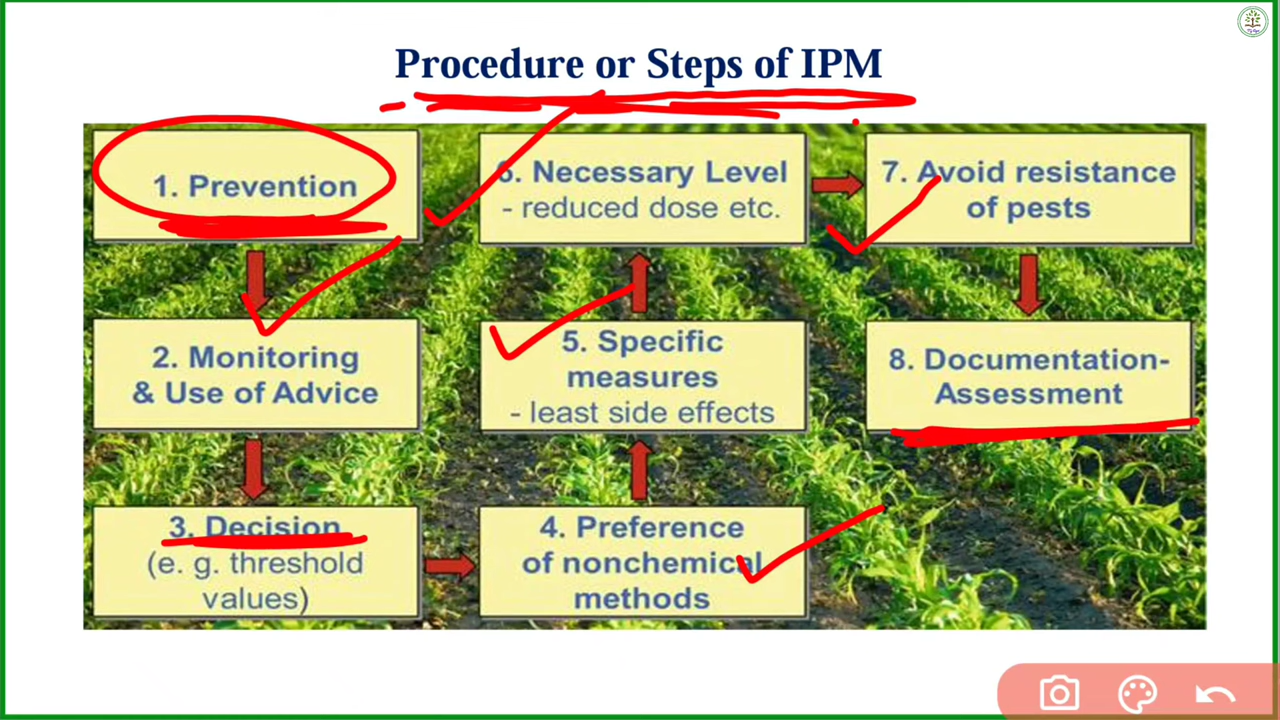 Procedure or Steps of IPM
1. Prevention
2. Monitoring
& Use of Advice
3. Decision
(e. g. threshold
values)
4. Preference
of nonchemical
methods
5. Specific
measures
- least side effects
6. Necessary Level
- reduced dose etc.
7. Avoid resistance
of pests
8. Documentation-
Assessment